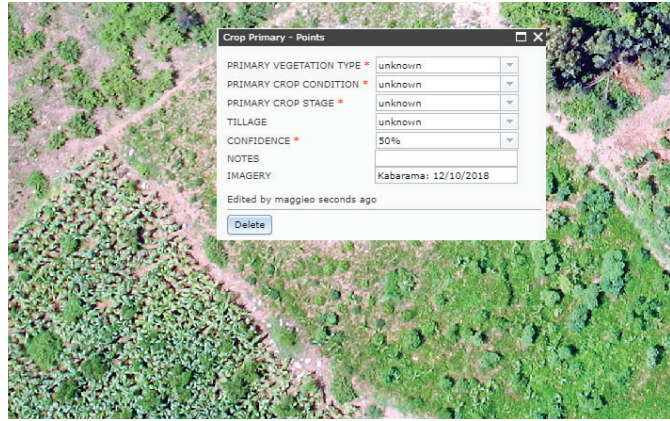 Crop Primary - Points
PRIMARY VEGETATION TYPE * unknown
PRIMARY CROP CONDITION * unknown
PRIMARY CROP STAGE * unknown
TILLAGE unknown
CONFIDENCE * 50%
NOTES
IMAGERY Kabarama: 12/10/2018
Edited by maggieo seconds ago
Delete